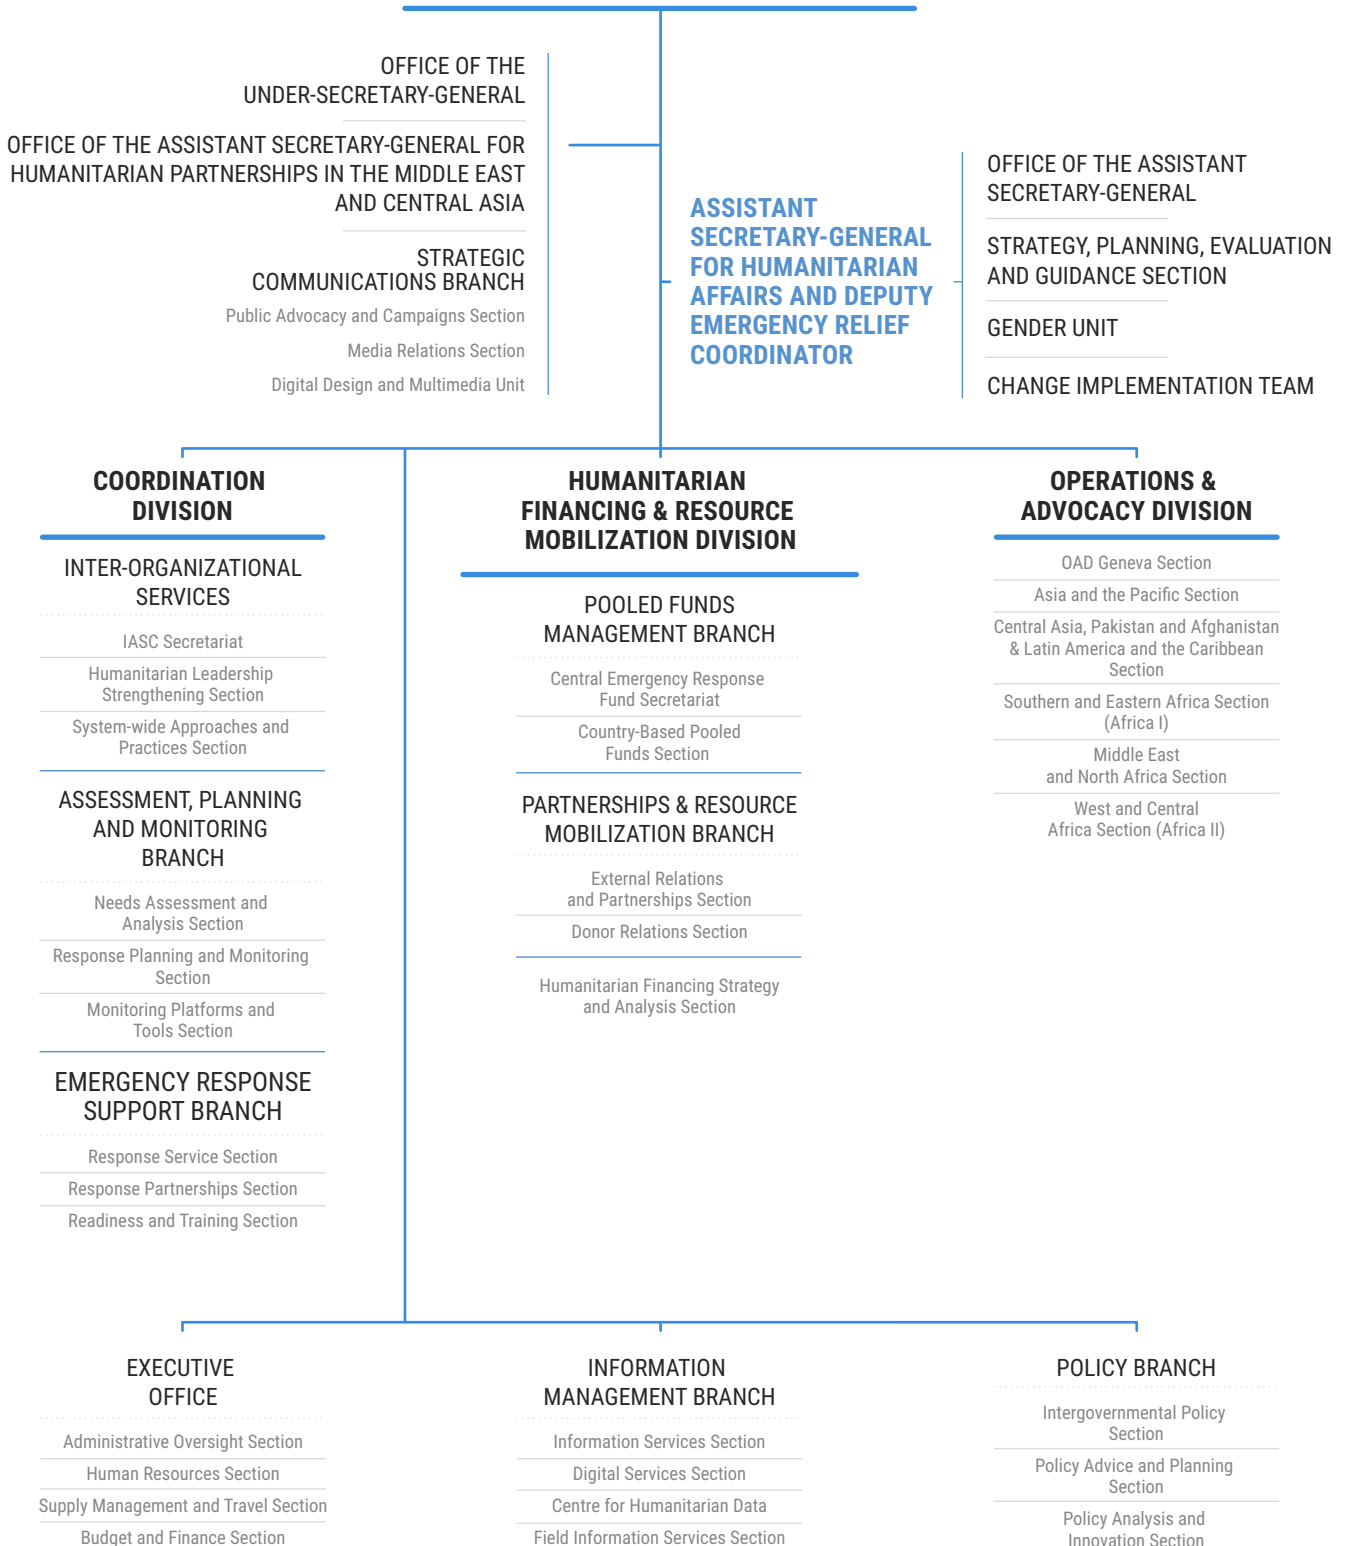 OFFICE OF THE
UNDER-SECRETARY-GENERAL
OFFICE OF THE ASSISTANT SECRETARY-GENERAL FOR
HUMANITARIAN PARTNERSHIPS IN THE MIDDLE EAST
AND CENTRAL ASIA
STRATEGIC
COMMUNICATIONS BRANCH
Public Advocacy and Campaigns Section
Media Relations Section
Digital Design and Multimedia Unit
ASSISTANT
SECRETARY-GENERAL
FOR HUMANITARIAN
AFFAIRS AND DEPUTY
EMERGENCY RELIEF
COORDINATOR
OFFICE OF THE ASSISTANT
SECRETARY-GENERAL
STRATEGY, PLANNING, EVALUATION
AND GUIDANCE SECTION
GENDER UNIT
CHANGE IMPLEMENTATION TEAM
COORDINATION
DIVISION
INTER-ORGANIZATIONAL
SERVICES
IASC Secretariat
Humanitarian Leadership
Strengthening Section
System-wide Approaches and
Practices Section
ASSESSMENT, PLANNING
AND MONITORING
BRANCH
Needs Assessment and
Analysis Section
Response Planning and Monitoring
Section
Monitoring Platforms and
Tools Section
EMERGENCY RESPONSE
SUPPORT BRANCH
Response Service Section
Response Partnerships Section
Readiness and Training Section
HUMANITARIAN
FINANCING & RESOURCE
MOBILIZATION DIVISION
POOLED FUNDS
MANAGEMENT BRANCH
Central Emergency Response
Fund Secretariat
Country-Based Pooled
Funds Section
PARTNERSHIPS & RESOURCE
MOBILIZATION BRANCH
External Relations
and Partnerships Section
Donor Relations Section
Humanitarian Financing Strategy
and Analysis Section
OPERATIONS &
ADVOCACY DIVISION
OAD Geneva Section
Asia and the Pacific Section
Central Asia, Pakistan and Afghanistan
& Latin America and the Caribbean
Section
Southern and Eastern Africa Section
(Africa I)
Middle East
and North Africa Section
West and Central
Africa Section (Africa II)
EXECUTIVE
OFFICE
Administrative Oversight Section
Human Resources Section
Supply Management and Travel Section
Budget and Finance Section
INFORMATION
MANAGEMENT BRANCH
Information Services Section
Digital Services Section
Centre for Humanitarian Data
Field Information Services Section
POLICY BRANCH
Intergovernmental Policy
Section
Policy Advice and Planning
Section
Policy Analysis and
Innovation Section